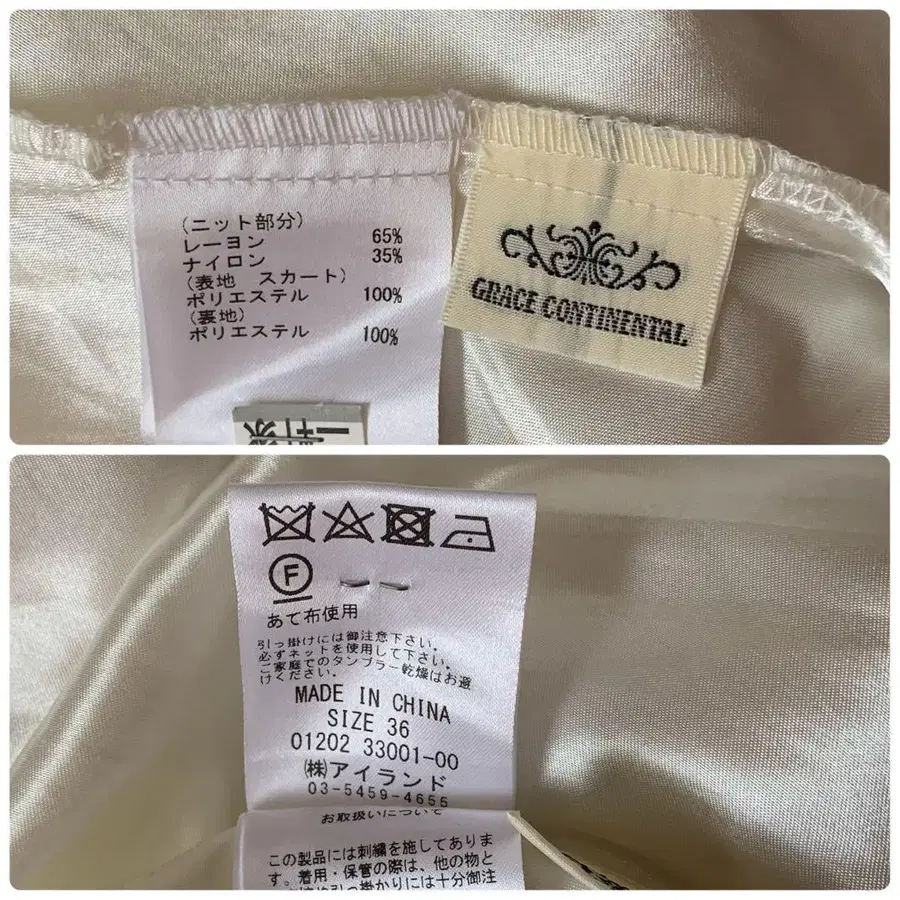 (ニット部分)
レーヨン 65%
ナイロン 35%
(表地 スカート)
ポリエステル 100%
(裏地)
ポリエステル 100%
GRACE CONTINENTAL
F
あて布使用
引っ掛けには御注意下さい。
必ずネットを使用して下さい。
ご家庭でのタンブラー乾燥はお避
けください。
MADE IN CHINA
SIZE 36
01202 33001-00
(株)アイランド
03-5459-4655
お取扱いについて
この製品には刺繍を施してありま
す。着用・保管の際は、他の物と
引っ掛かりには十分御注